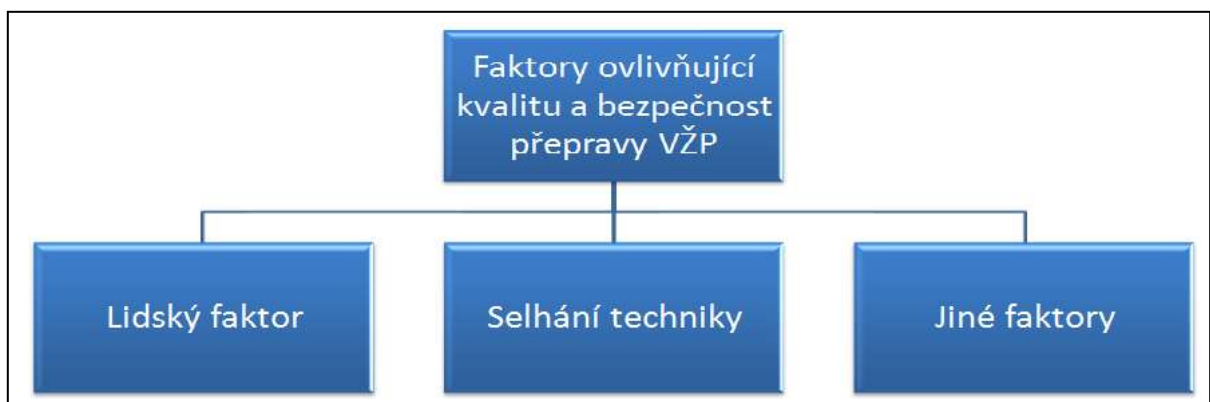 Faktory ovlivňující
kvalitu a bezpečnost
přepravy VŽP
Lidský faktor
Selhání techniky
Jiné faktory